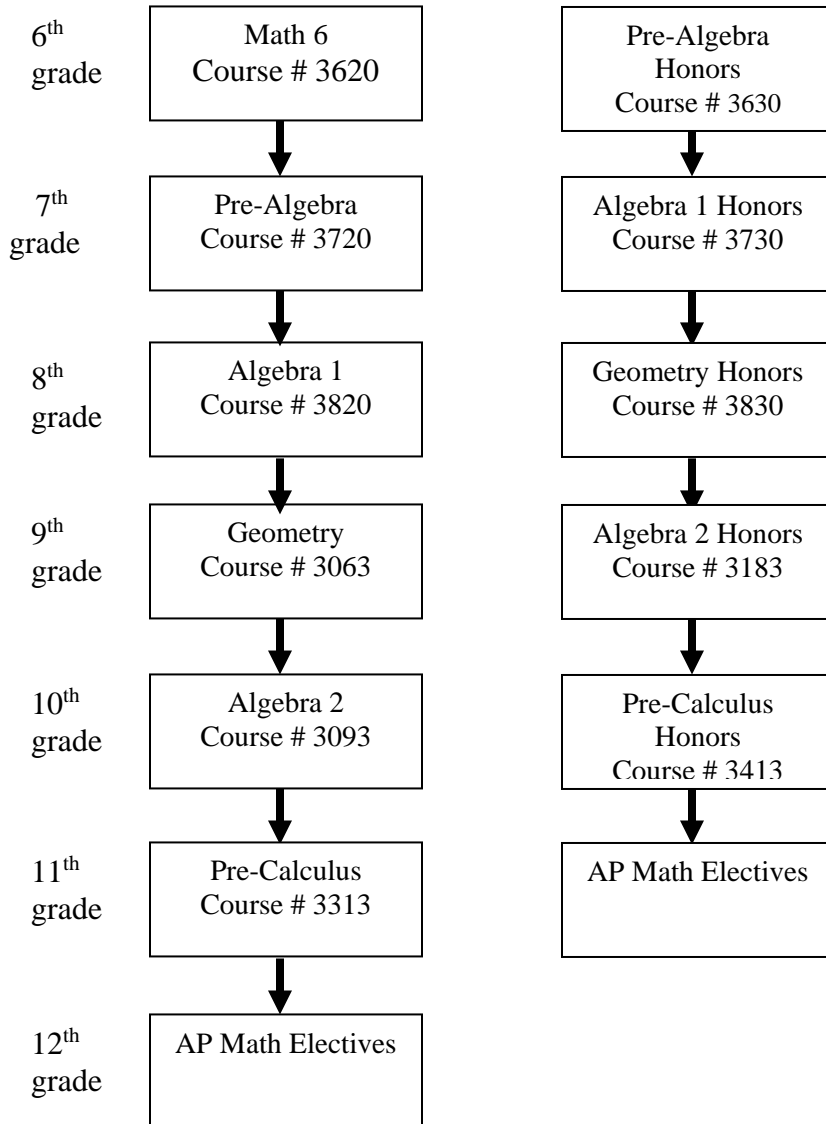 6th
grade
Math 6
Course # 3620
Pre-Algebra
Honors
Course # 3630
7th
grade
Pre-Algebra
Course # 3720
Algebra 1 Honors
Course # 3730
8th
grade
Algebra 1
Course # 3820
Geometry Honors
Course # 3830
9th
grade
Geometry
Course # 3063
Algebra 2 Honors
Course # 3183
10th
grade
Algebra 2
Course # 3093
Pre-Calculus
Honors
Course # 3413
11th
grade
Pre-Calculus
Course # 3313
AP Math Electives
12th
grade
AP Math Electives